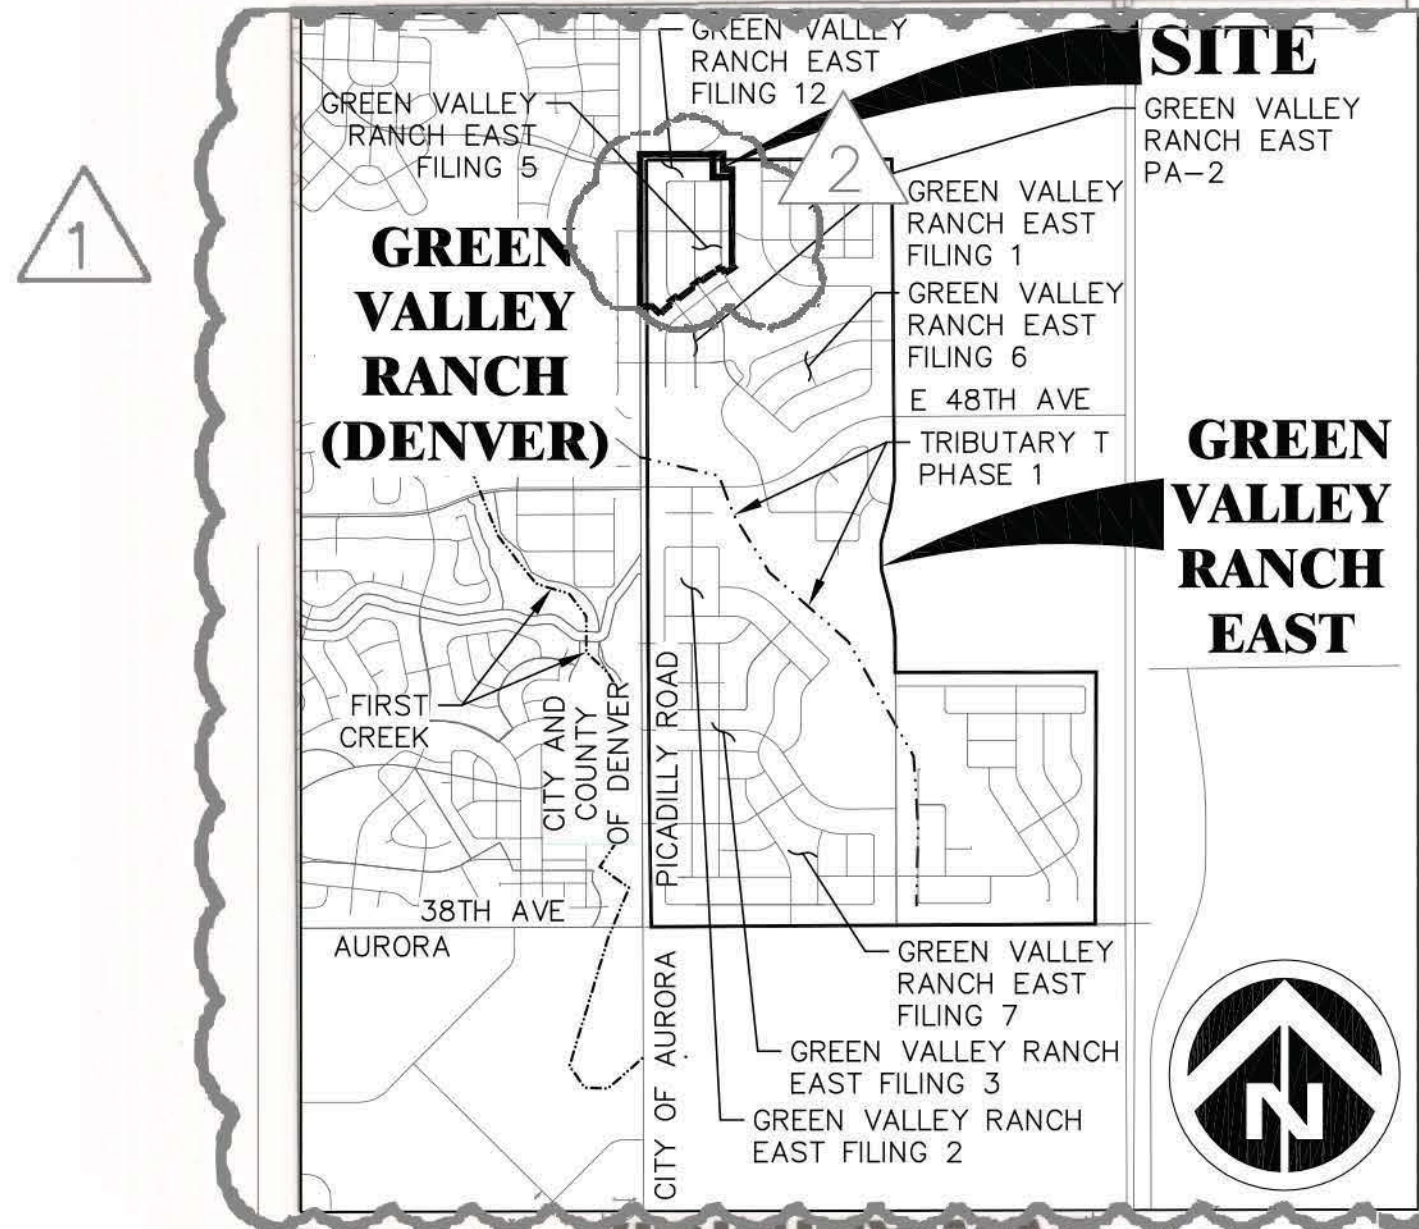 GREEN VALLEY
RANCH EAST
FILING 12
SITE
GREEN VALLEY
RANCH EAST
FILING 5
GREEN VALLEY
RANCH EAST
PA-2
2
1
GREEN VALLEY
RANCH EAST
FILING 1
GREEN
VALLEY
RANCH
(DENVER)
GREEN VALLEY
RANCH EAST
FILING 6
E 48TH AVE
TRIBUTARY T
PHASE 1
GREEN
VALLEY
RANCH
EAST
FIRST
CREEK
CITY AND
COUNTY
OF DENVER
PICADILLY ROAD
38TH AVE
AURORA
CITY OF AURORA
GREEN VALLEY
RANCH EAST
FILING 7
GREEN VALLEY RANCH
EAST FILING 3
GREEN VALLEY RANCH
EAST FILING 2
N